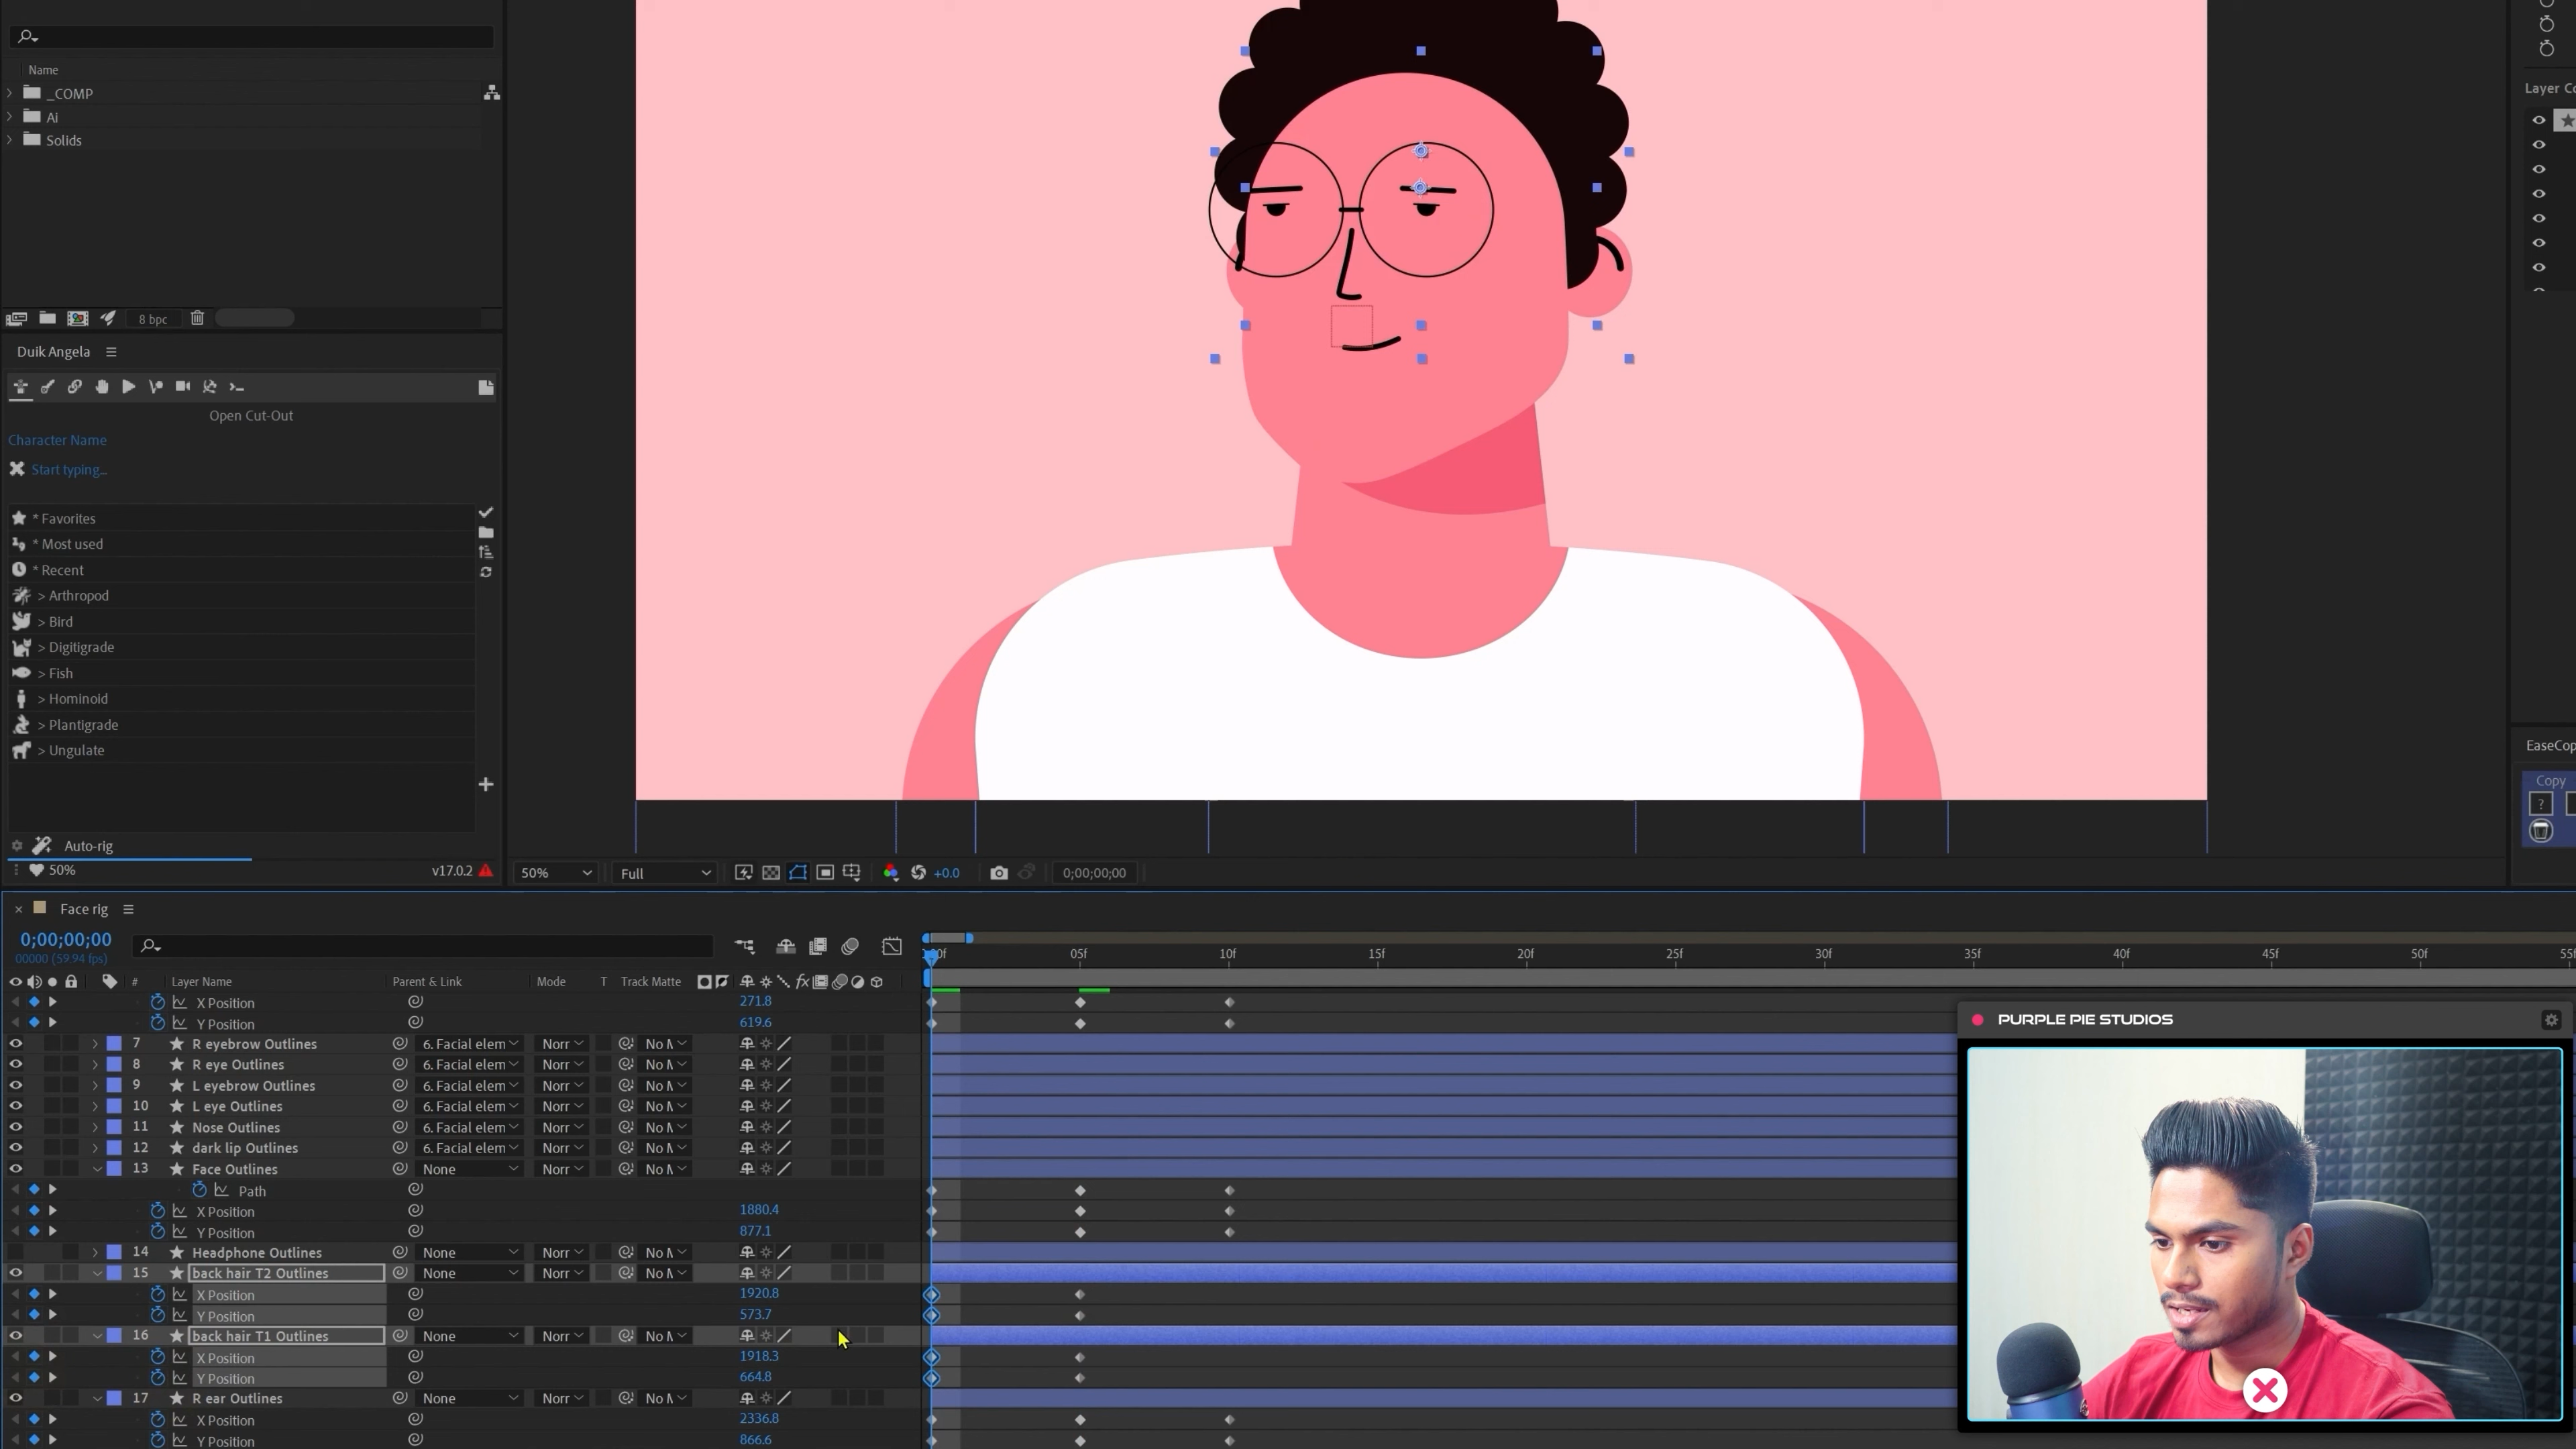 Name
_COMP
Ai
Solids
8 bpc
Duik Angela
Open Cut-Out
Character Name
Start typing...
* Favorites
* Most used
* Recent
> Arthropod
> Bird
> Digitigrade
> Fish
> Hominoid
> Plantigrade
> Ungulate
Auto-rig
50%
v17.0.2
50%
Full
+0.0
0;00;00;00
Layer Co
EaseCop
Copy
?
Face rig
0;00;00;00
00000 (59.94 fps)
05f 10f 15f 20f 25f 30f 35f 40f 45f 50f 55f
# Layer Name Parent & Link Mode T Track Matte
X Position 271.8
Y Position 619.6
7 R eyebrow Outlines 6. Facial elem Norr No M
8 R eye Outlines 6. Facial elem Norr No M
9 L eyebrow Outlines 6. Facial elem Norr No M
10 L eye Outlines 6. Facial elem Norr No M
11 Nose Outlines 6. Facial elem Norr No M
12 dark lip Outlines 6. Facial elem Norr No M
13 Face Outlines None Norr No M
Path
X Position 1880.4
Y Position 877.1
14 Headphone Outlines None Norr No M
15 back hair T2 Outlines None Norr No M
X Position 1920.8
Y Position 573.7
16 back hair T1 Outlines None Norr No M
X Position 1918.3
Y Position 664.8
17 R ear Outlines None Norr No M
X Position 2336.8
Y Position 866.6
PURPLE PIE STUDIOS